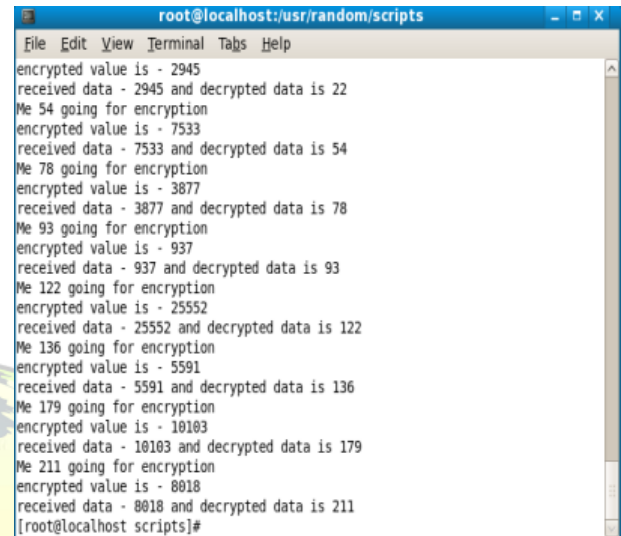 root@localhost:/usr/random/scripts
File Edit View Terminal Tabs Help
encrypted value is - 2945
received data - 2945 and decrypted data is 22
Me 54 going for encryption
encrypted value is - 7533
received data - 7533 and decrypted data is 54
Me 78 going for encryption
encrypted value is - 3877
received data - 3877 and decrypted data is 78
Me 93 going for encryption
encrypted value is - 937
received data - 937 and decrypted data is 93
Me 122 going for encryption
encrypted value is - 25552
received data - 25552 and decrypted data is 122
Me 136 going for encryption
encrypted value is - 5591
received data - 5591 and decrypted data is 136
Me 179 going for encryption
encrypted value is - 10103
received data - 10103 and decrypted data is 179
Me 211 going for encryption
encrypted value is - 8018
received data - 8018 and decrypted data is 211
[root@localhost scripts]#